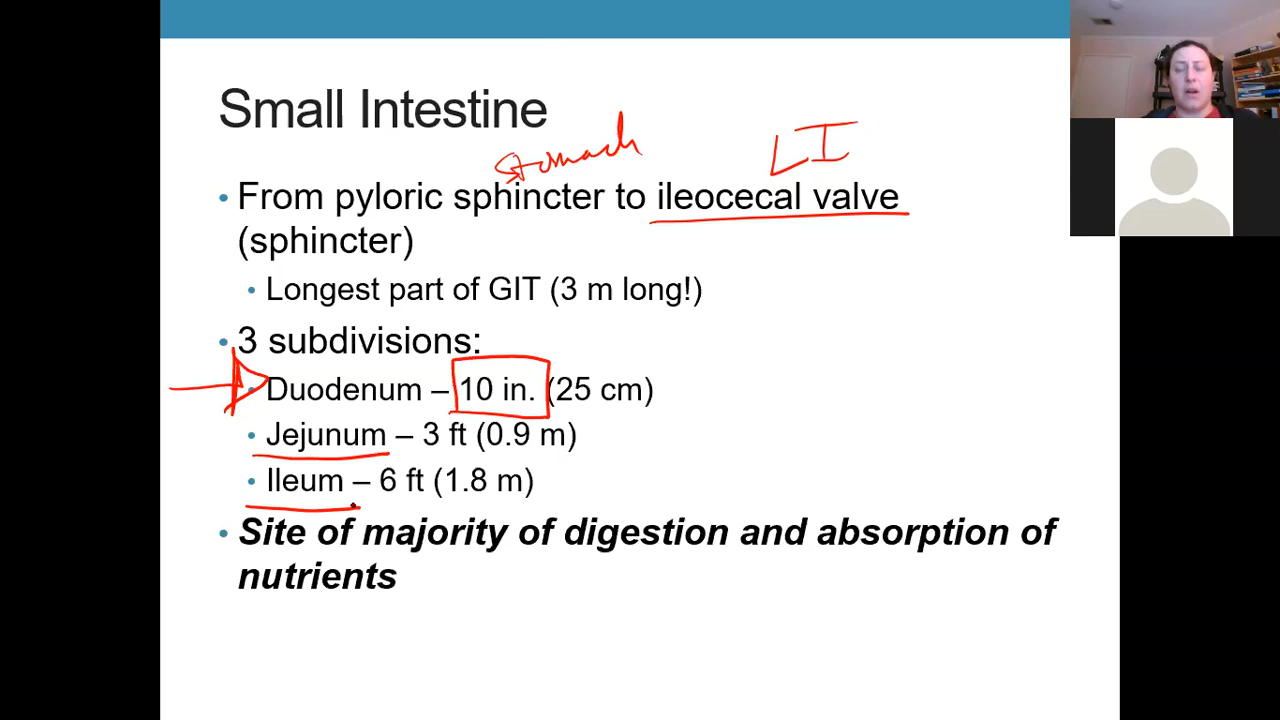 Small Intestine
stomach
LI
• From pyloric sphincter to ileocecal valve
(sphincter)
• Longest part of GIT (3 m long!)
• 3 subdivisions:
• Duodenum – 10 in. (25 cm)
• Jejunum – 3 ft (0.9 m)
• Ileum – 6 ft (1.8 m)
• Site of majority of digestion and absorption of
nutrients